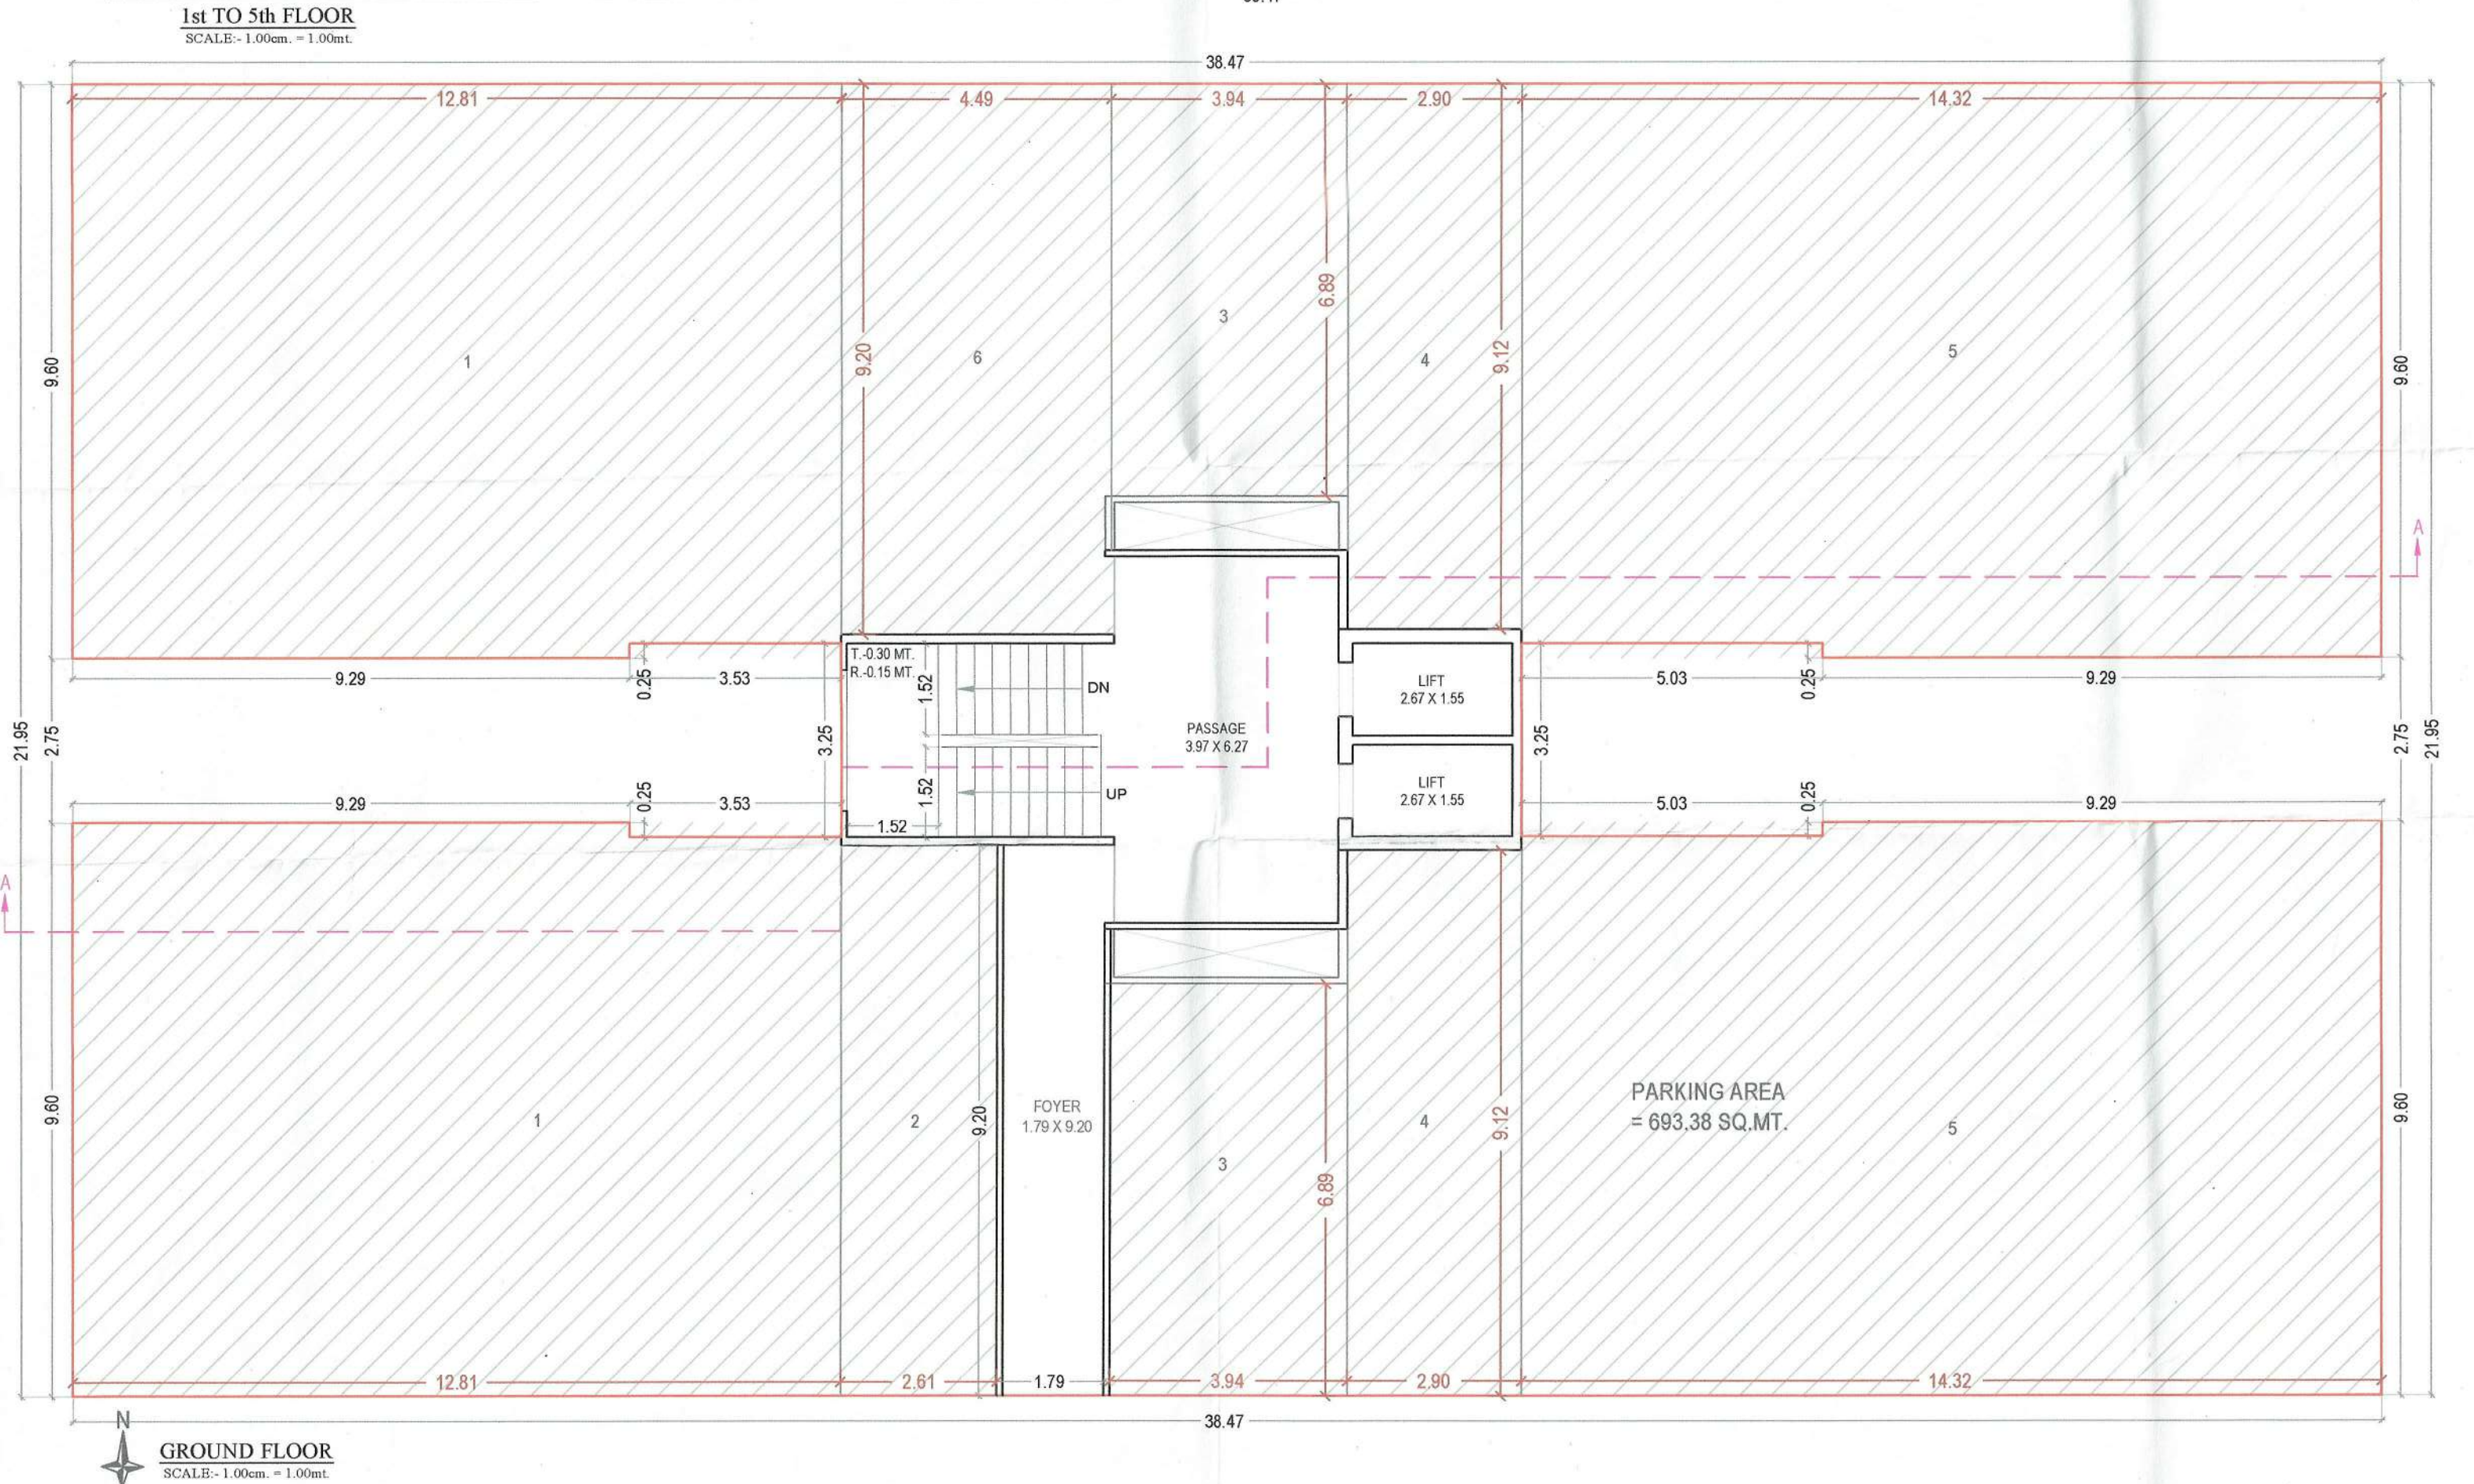 1st TO 5th FLOOR
SCALE:- 1.00cm. = 1.00mt.
38.47
12.81
4.49
3.94
2.90
14.32
9.60
9.20
6.89
9.12
9.60
1
6
3
4
5
A
T.-0.30 MT.
R.-0.15 MT.
9.29
0.25
3.53
1.52
DN
LIFT
2.67 X 1.55
5.03
0.25
9.29
21.95
2.75
3.25
PASSAGE
3.97 X 6.27
3.25
2.75
21.95
9.29
0.25
3.53
1.52
UP
1.52
LIFT
2.67 X 1.55
5.03
0.25
9.29
A
9.60
1
2
9.20
FOYER
1.79 X 9.20
3
6.89
4
9.12
PARKING AREA
= 693.38 SQ.MT.
5
9.60
12.81
2.61
1.79
3.94
2.90
14.32
38.47
N
GROUND FLOOR
SCALE:- 1.00cm. = 1.00mt.